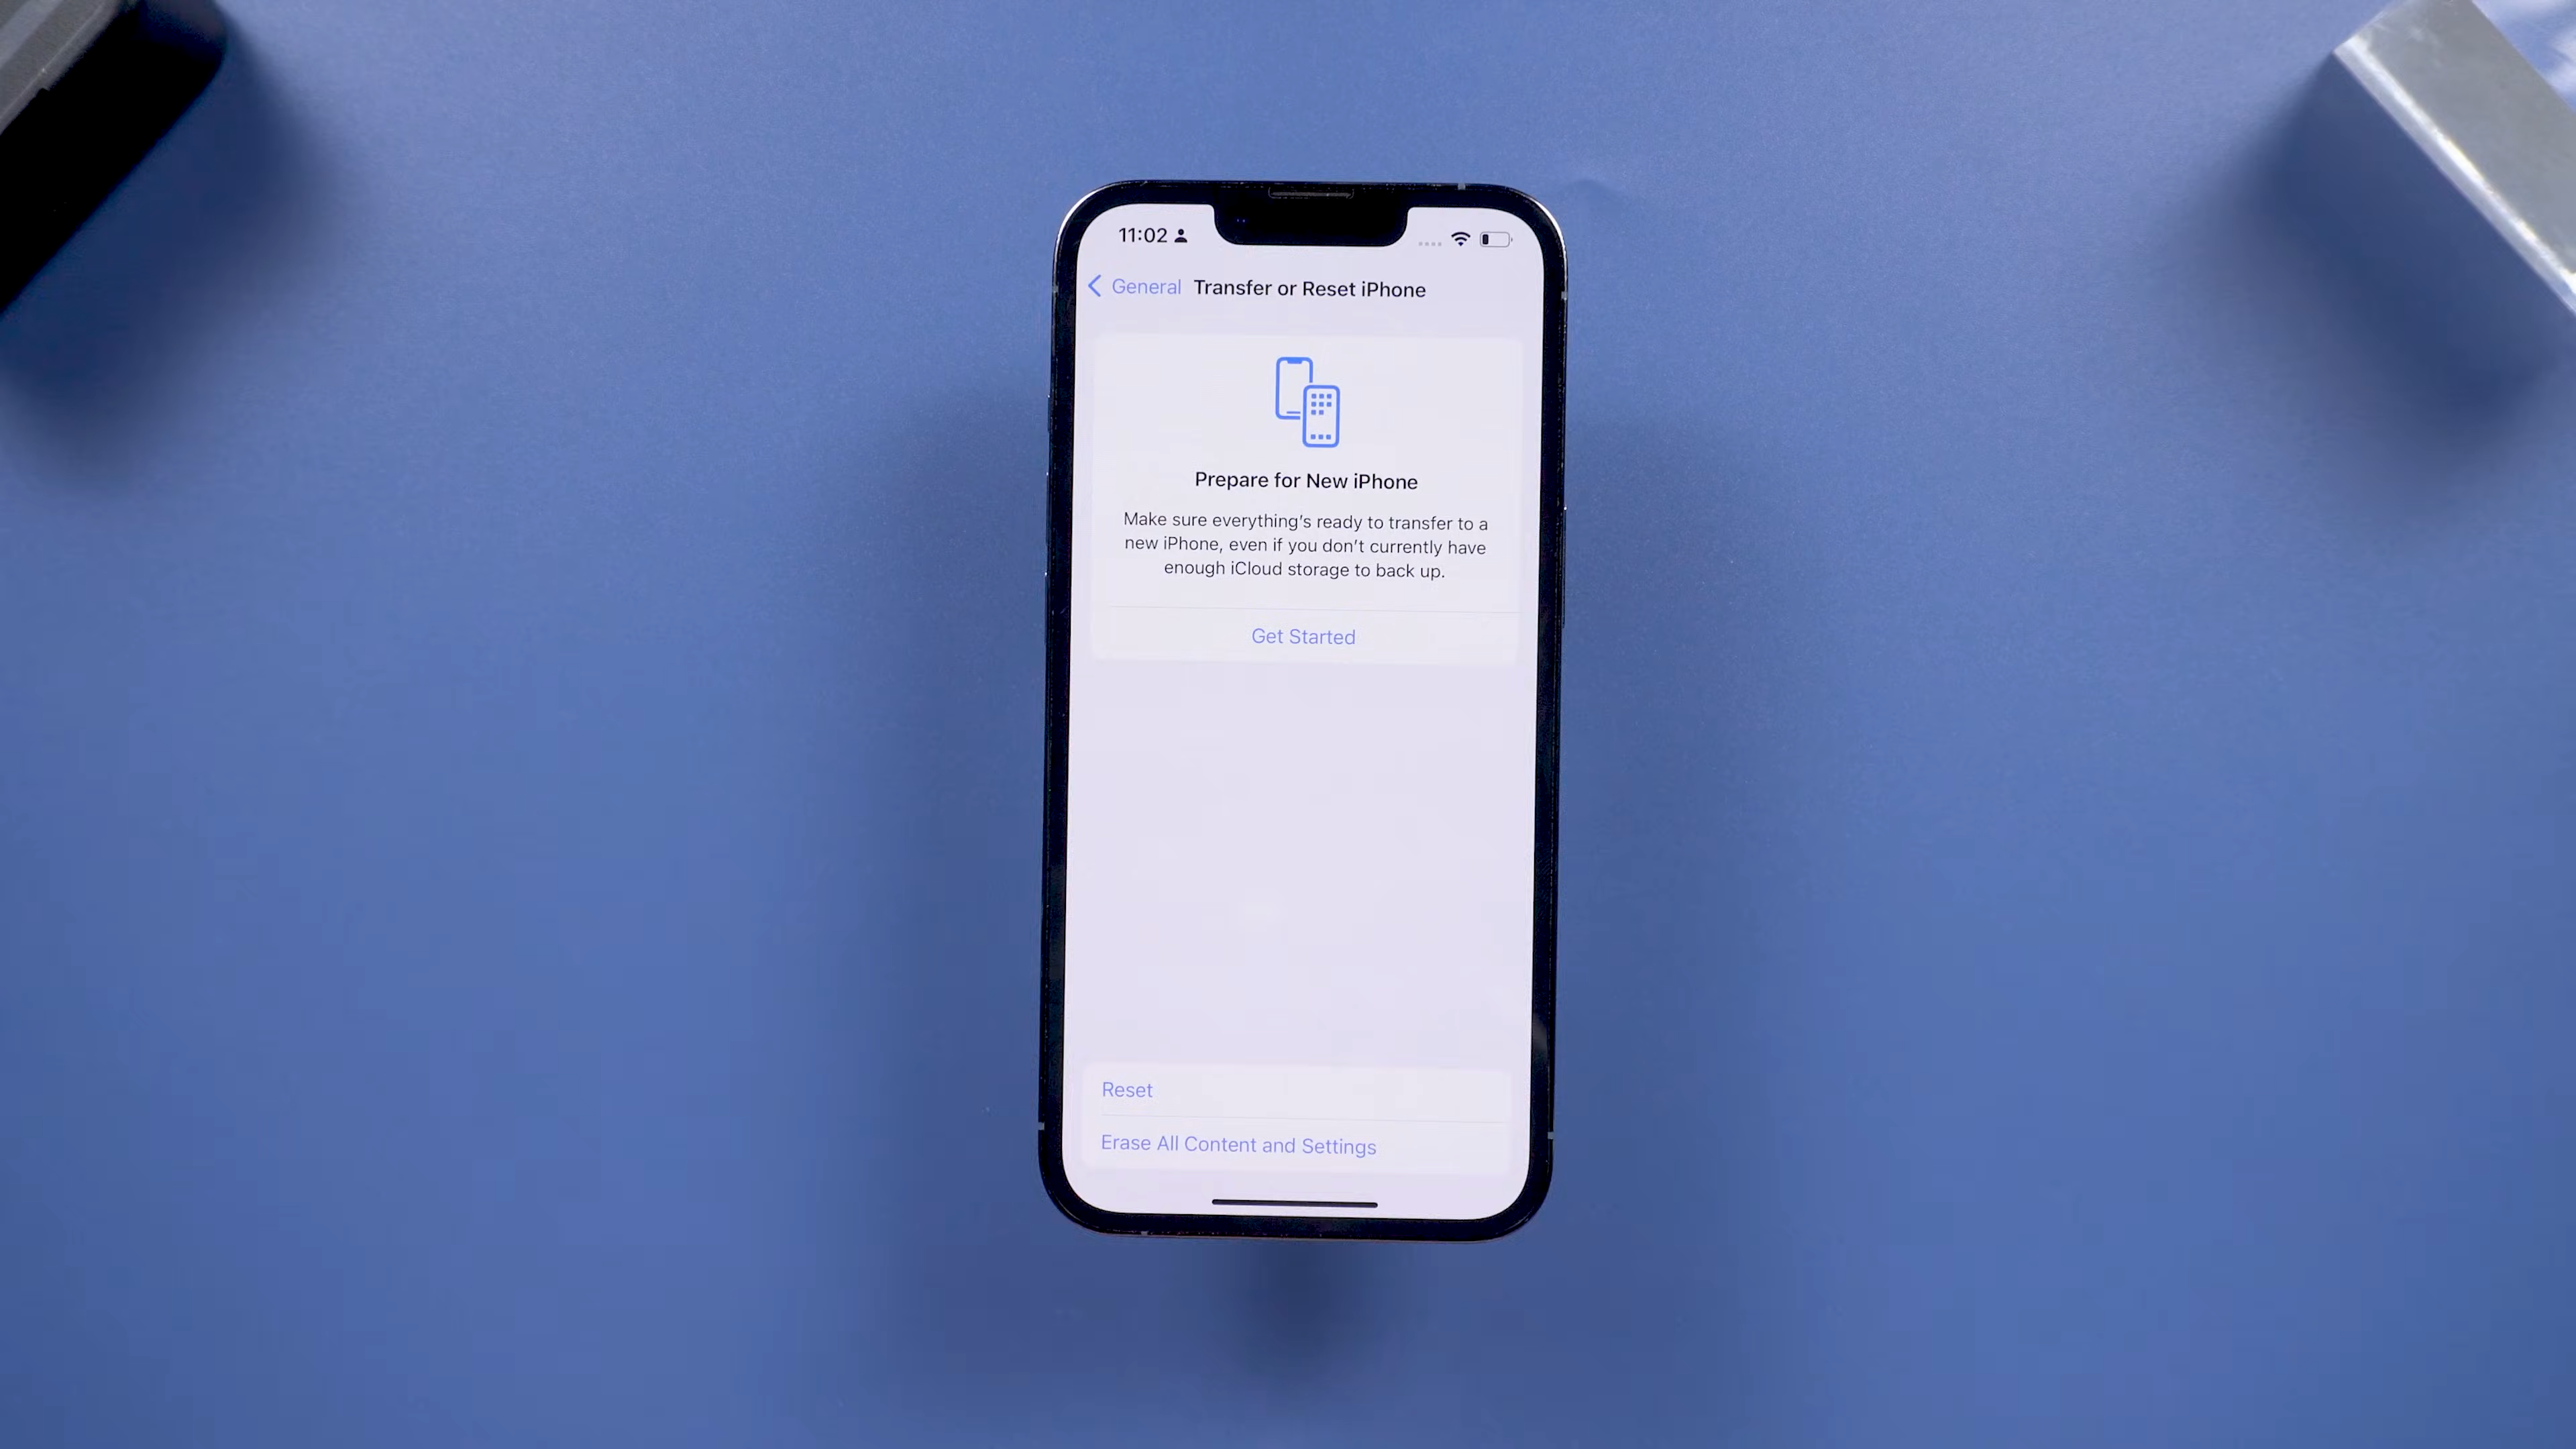 11:02
General Transfer or Reset iPhone
Prepare for New iPhone
Make sure everything's ready to transfer to a
new iPhone, even if you don't currently have
enough iCloud storage to back up.
Get Started
Reset
Erase All Content and Settings